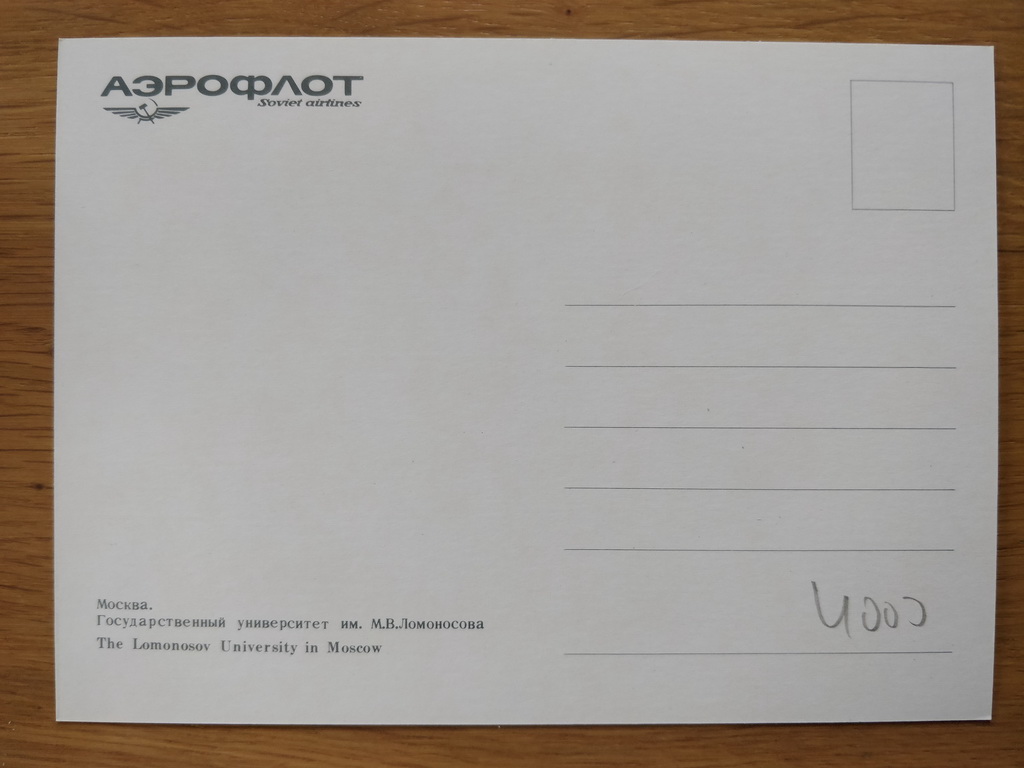 АЭРОФЛОТ
Soviet airlines
Москва.
Государственный университет им. М.В.Ломоносова
The Lomonosov University in Moscow
4000